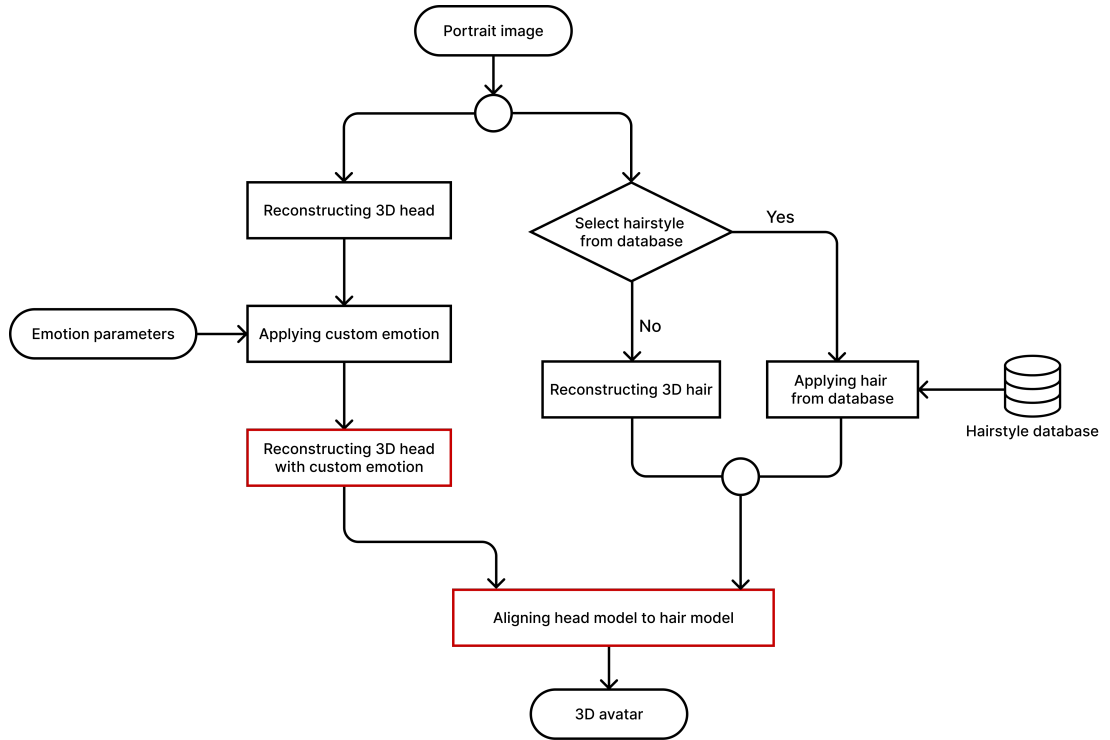 Portrait image
Reconstructing 3D head
Select hairstyle
from database
Yes
Emotion parameters
Applying custom emotion
No
Reconstructing 3D hair
Applying hair
from database
Hairstyle database
Reconstructing 3D head
with custom emotion
Aligning head model to hair model
3D avatar